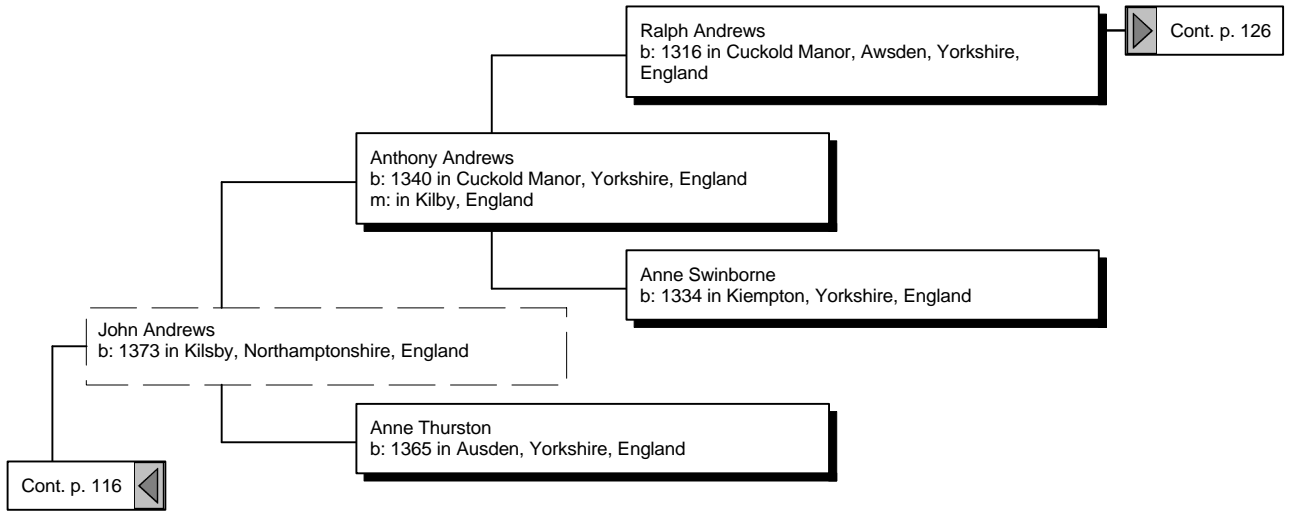 Ralph Andrews
b: 1316 in Cuckold Manor, Awsden, Yorkshire,
England
Cont. p. 126
Anthony Andrews
b: 1340 in Cuckold Manor, Yorkshire, England
m: in Kilby, England
Anne Swinborne
b: 1334 in Kiempton, Yorkshire, England
John Andrews
b: 1373 in Kilsby, Northamptonshire, England
Anne Thurston
b: 1365 in Ausden, Yorkshire, England
Cont. p. 116